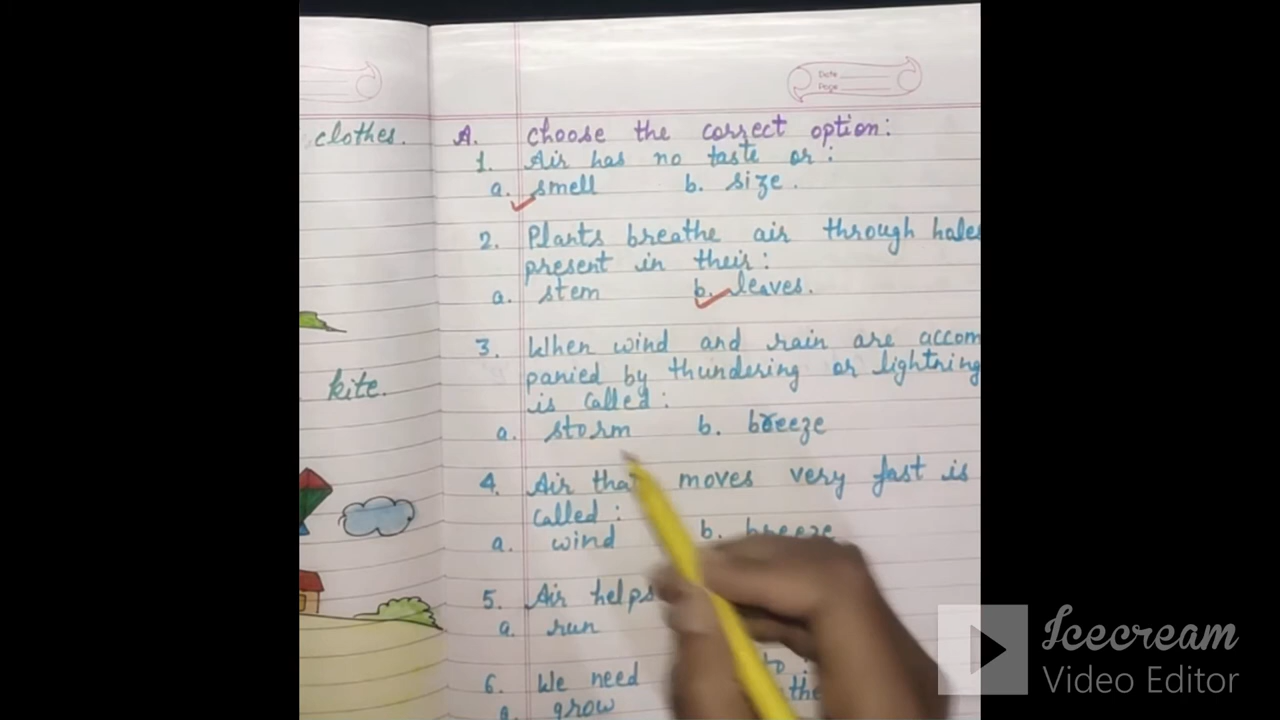 clothes.
kite.
Date
Page
A. choose the correct option:
1. Air has no taste or:
a. smell b. size.
2. Plants breathe air through holes
present in their:
a. stem b. leaves.
3. When wind and rain are accom
panied by thundering or lightning
is called:
a. storm b. breeze
4. Air that moves very fast is
called:
a. wind b. breeze
5. Air helps
a. run
6. We need to
a. grow the
Icecream
Video Editor